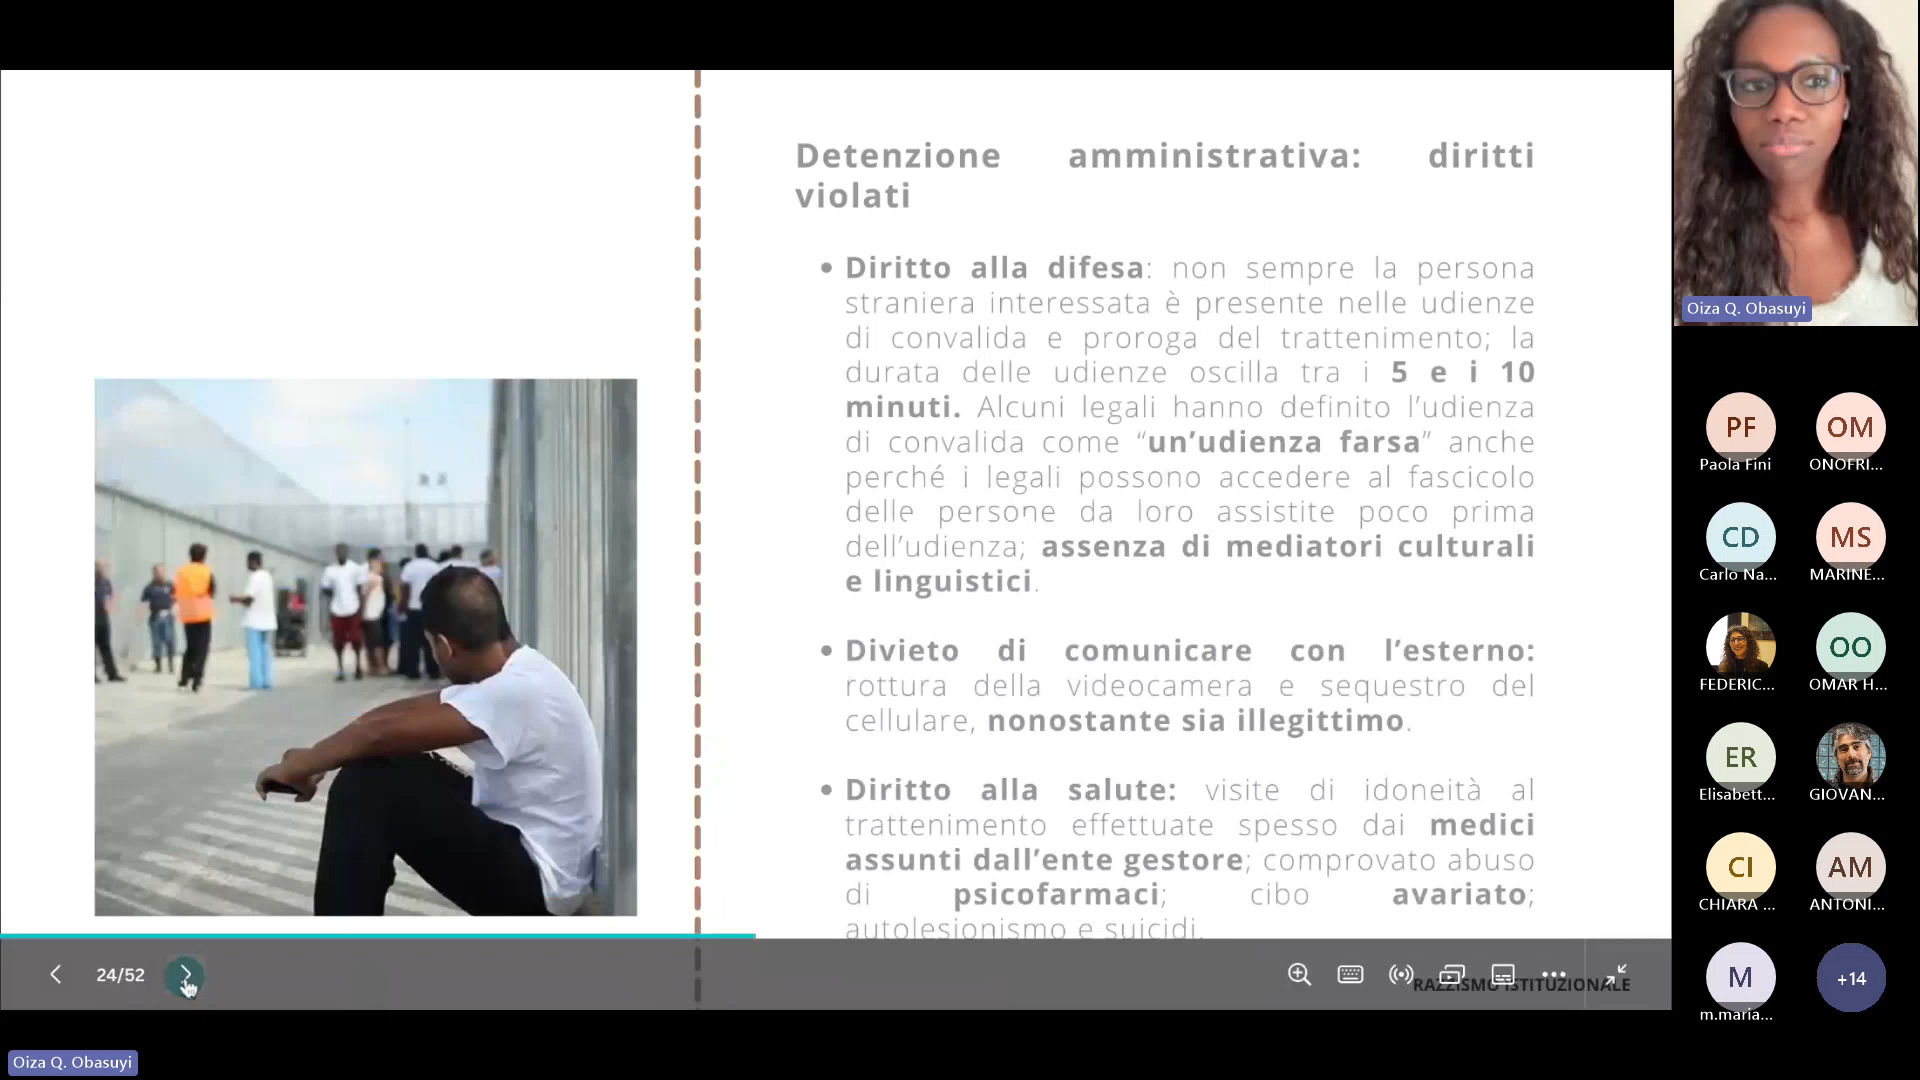 Detenzione amministrativa: diritti
violati
Diritto alla difesa: non sempre la persona
straniera interessata è presente nelle udienze
di convalida e proroga del trattenimento; la
durata delle udienze oscilla tra i 5 e i 10
minuti. Alcuni legali hanno definito l’udienza
di convalida come “un’udienza farsa” anche
perché i legali possono accedere al fascicolo
delle persone da loro assistite poco prima
dell’udienza; assenza di mediatori culturali
e linguistici.
Divieto di comunicare con l’esterno:
rottura della videocamera e sequestro del
cellulare, nonostante sia illegittimo.
Diritto alla salute: visite di idoneità al
trattenimento effettuate spesso dai medici
assunti dall’ente gestore; comprovato abuso
di psicofarmaci; cibo avariato;
autolesionismo e suicidi.
24/52
RAZZISMO ISTITUZIONALE
Oiza Q. Obasuyi
Oiza Q. Obasuyi
PF
Paola Fini
OM
ONOFRI...
CD
Carlo Na...
MS
MARINE...
FEDERIC...
OO
OMAR H...
ER
Elisabett...
GIOVAN...
CI
CHIARA ...
AM
ANTONI...
M
m.maria...
+14